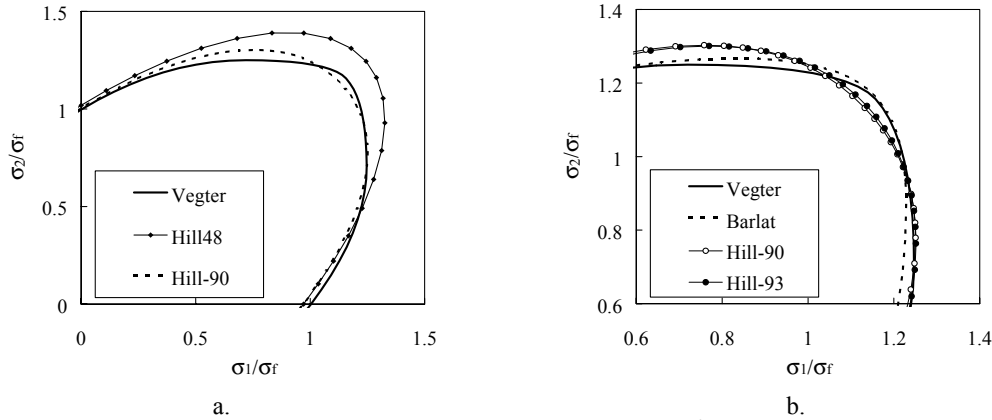 1.5
1
0.5
0
0
0.5
1
1.5
σ2/σf
σ1/σf
Vegter
Hill48
Hill-90
a.
1.4
1.2
1
0.8
0.6
0.6
0.8
1
1.2
1.4
σ2/σf
σ1/σf
Vegter
Barlat
Hill-90
Hill-93
b.